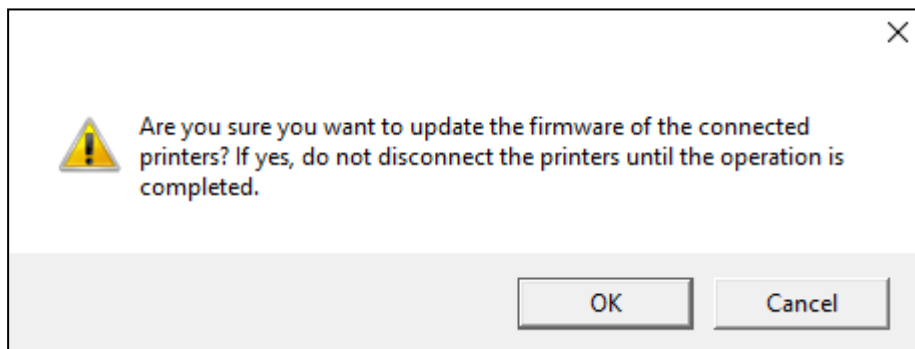 Are you sure you want to update the firmware of the connected
printers? If yes, do not disconnect the printers until the operation is
completed.
OK
Cancel